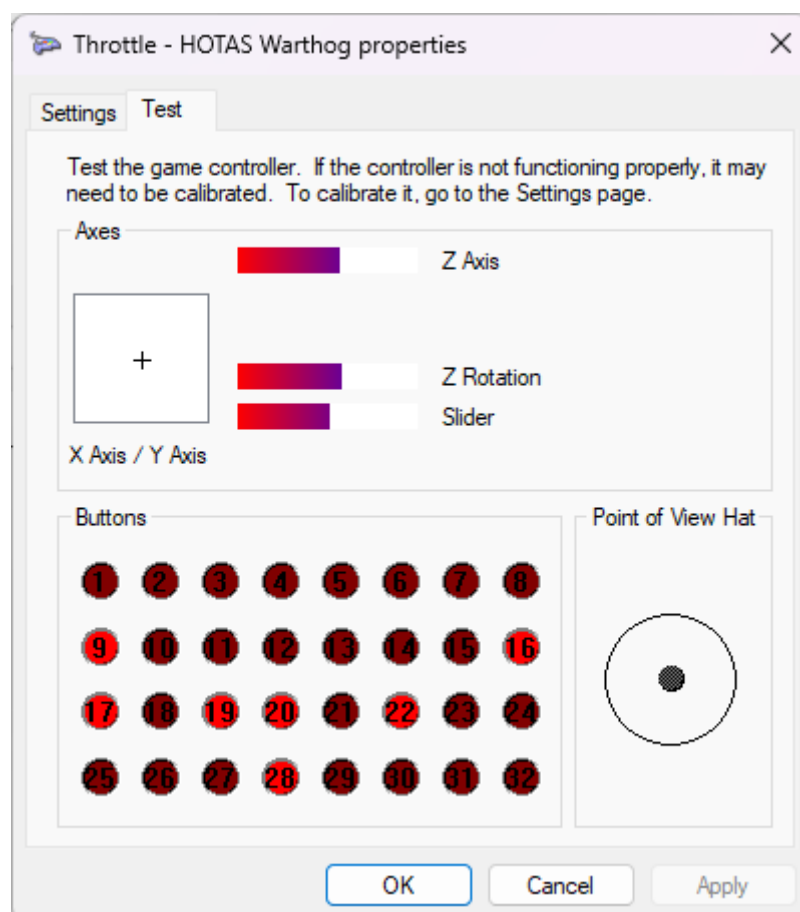 Throttle - HOTAS Warthog properties
Settings
Test
Test the game controller. If the controller is not functioning properly, it may
need to be calibrated. To calibrate it, go to the Settings page.
Axes
Z Axis
Z Rotation
Slider
X Axis / Y Axis
Buttons
Point of View Hat
1 2 3 4 5 6 7 8
9 10 11 12 13 14 15 16
17 18 19 20 21 22 23 24
25 26 27 28 29 30 31 32
OK
Cancel
Apply